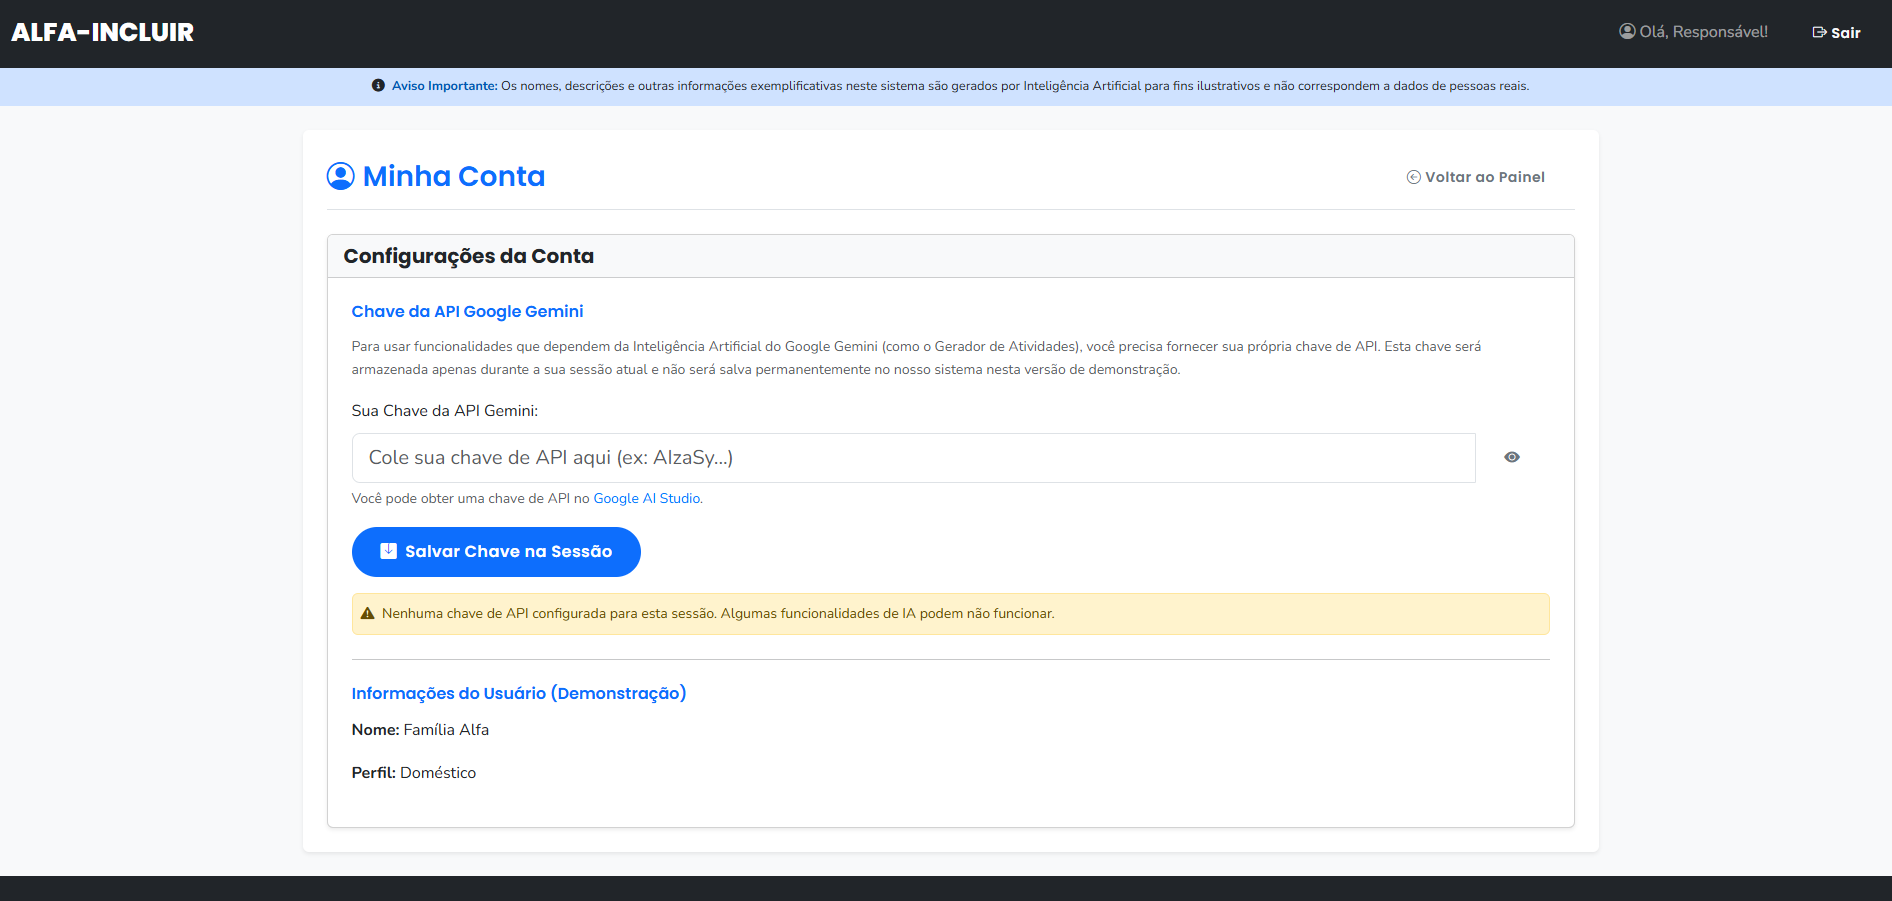 ALFA-INCLUIR
Olá, Responsável!
Sair
Aviso Importante: Os nomes, descrições e outras informações exemplificativas neste sistema são gerados por Inteligência Artificial para fins ilustrativos e não correspondem a dados de pessoas reais.
Minha Conta
Voltar ao Painel
Configurações da Conta
Chave da API Google Gemini
Para usar funcionalidades que dependem da Inteligência Artificial do Google Gemini (como o Gerador de Atividades), você precisa fornecer sua própria chave de API. Esta chave será
armazenada apenas durante a sua sessão atual e não será salva permanentemente no nosso sistema nesta versão de demonstração.
Sua Chave da API Gemini:
Cole sua chave de API aqui (ex: AIzaSy...)
Você pode obter uma chave de API no Google AI Studio.
Salvar Chave na Sessão
Nenhuma chave de API configurada para esta sessão. Algumas funcionalidades de IA podem não funcionar.
Informações do Usuário (Demonstração)
Nome: Família Alfa
Perfil: Doméstico